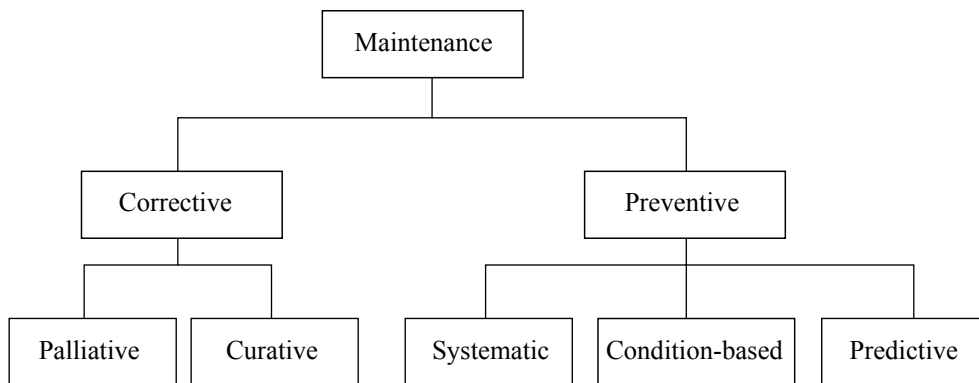 Maintenance
Corrective
Preventive
Palliative
Curative
Systematic
Condition-based
Predictive